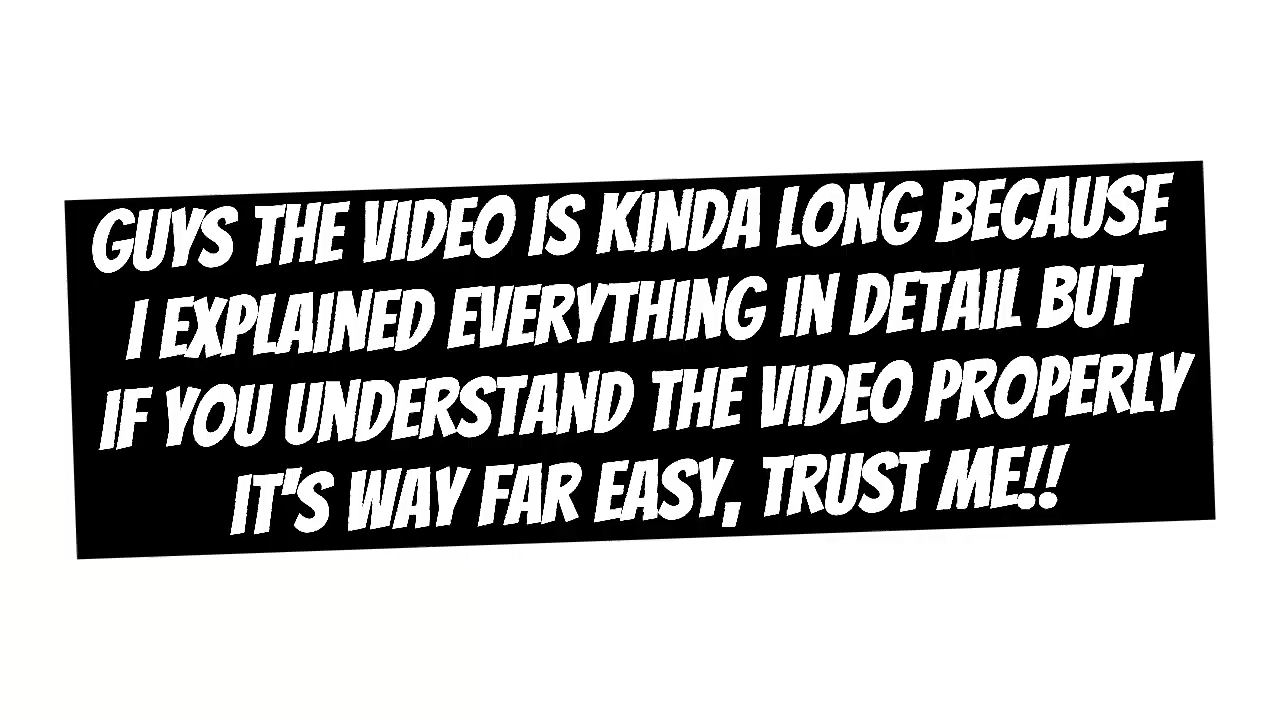 GUYS THE VIDEO IS KINDA LONG BECAUSE
I EXPLAINED EVERYTHING IN DETAIL BUT
IF YOU UNDERSTAND THE VIDEO PROPERLY
IT'S WAY FAR EASY, TRUST ME!!